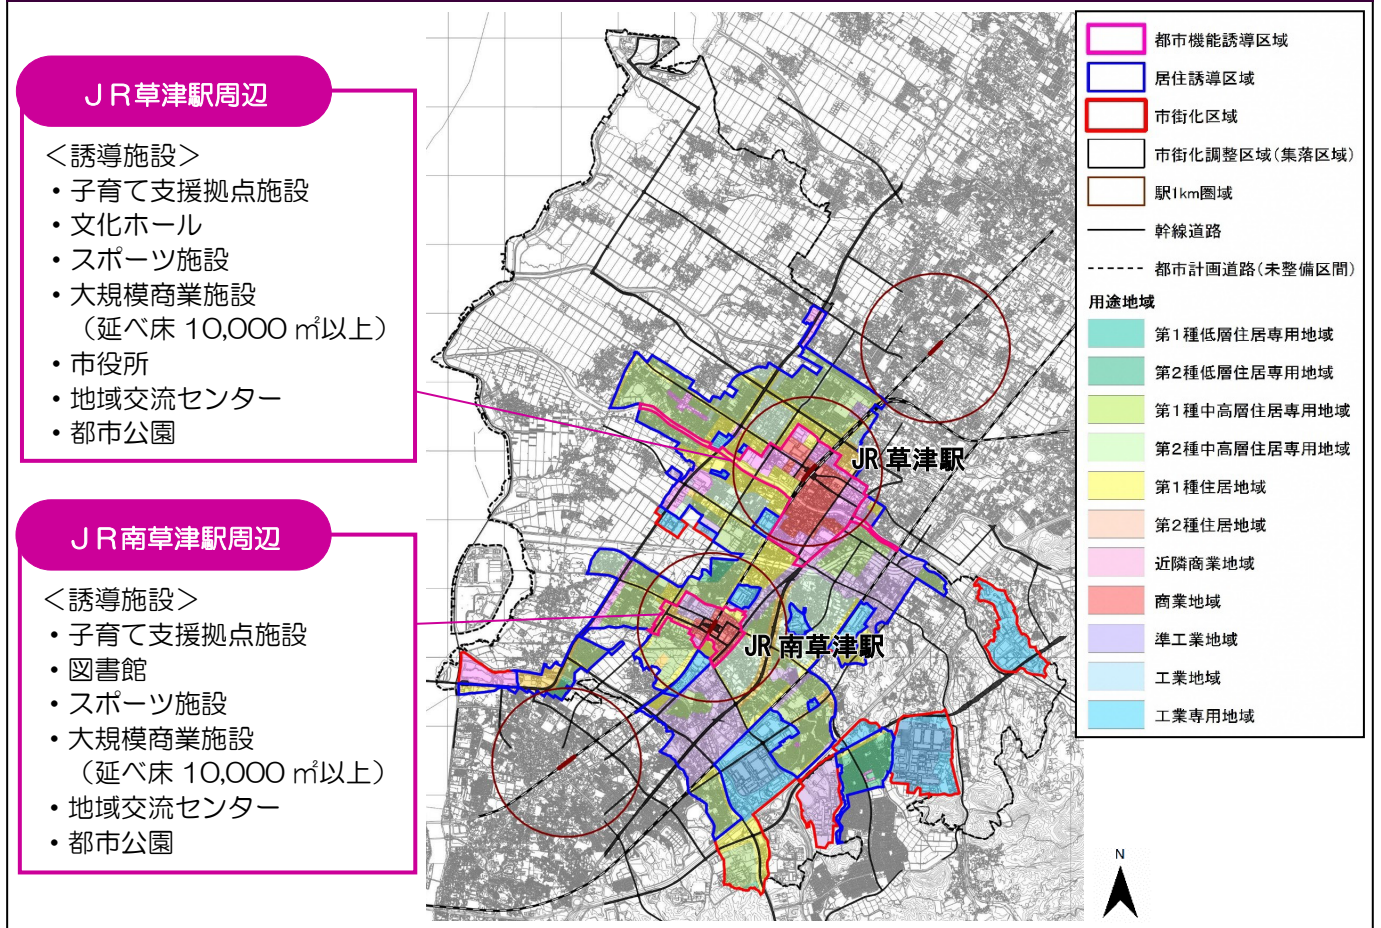 ＪＲ草津駅周辺
＜誘導施設＞
・子育て支援拠点施設
・文化ホール
・スポーツ施設
・大規模商業施設
（延べ床 10,000 ㎡以上）
・市役所
・地域交流センター
・都市公園
ＪＲ南草津駅周辺
＜誘導施設＞
・子育て支援拠点施設
・図書館
・スポーツ施設
・大規模商業施設
（延べ床 10,000 ㎡以上）
・地域交流センター
・都市公園
JR 草津駅
JR 南草津駅
都市機能誘導区域
居住誘導区域
市街化区域
市街化調整区域（集落区域）
駅1km圏域
幹線道路
都市計画道路（未整備区間）
用途地域
第1種低層住居専用地域
第2種低層住居専用地域
第1種中高層住居専用地域
第2種中高層住居専用地域
第1種住居地域
第2種住居地域
近隣商業地域
商業地域
準工業地域
工業地域
工業専用地域
N